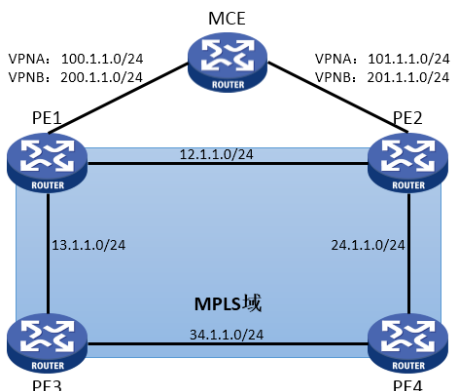 MCE
ROUTER
VPNA：100.1.1.0/24
VPNB：200.1.1.0/24
VPNA：101.1.1.0/24
VPNB：201.1.1.0/24
PE1
PE2
ROUTER
ROUTER
12.1.1.0/24
13.1.1.0/24
24.1.1.0/24
MPLS域
34.1.1.0/24
ROUTER
ROUTER
PE3
PE4